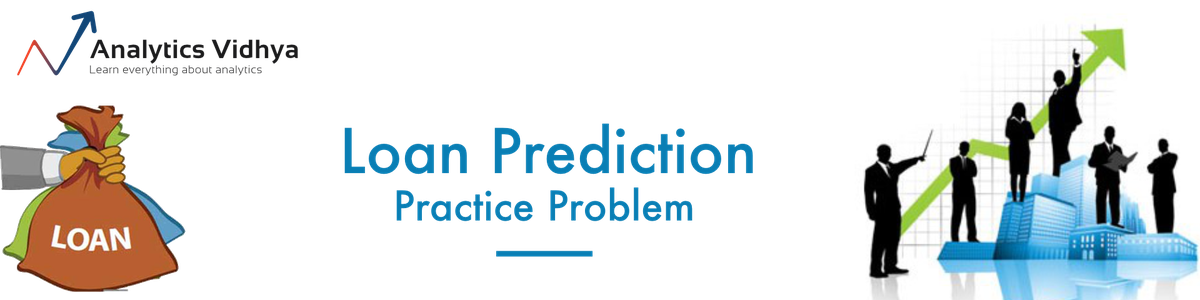 Analytics Vidhya
Learn everything about analytics
Loan Prediction
Practice Problem
LOAN